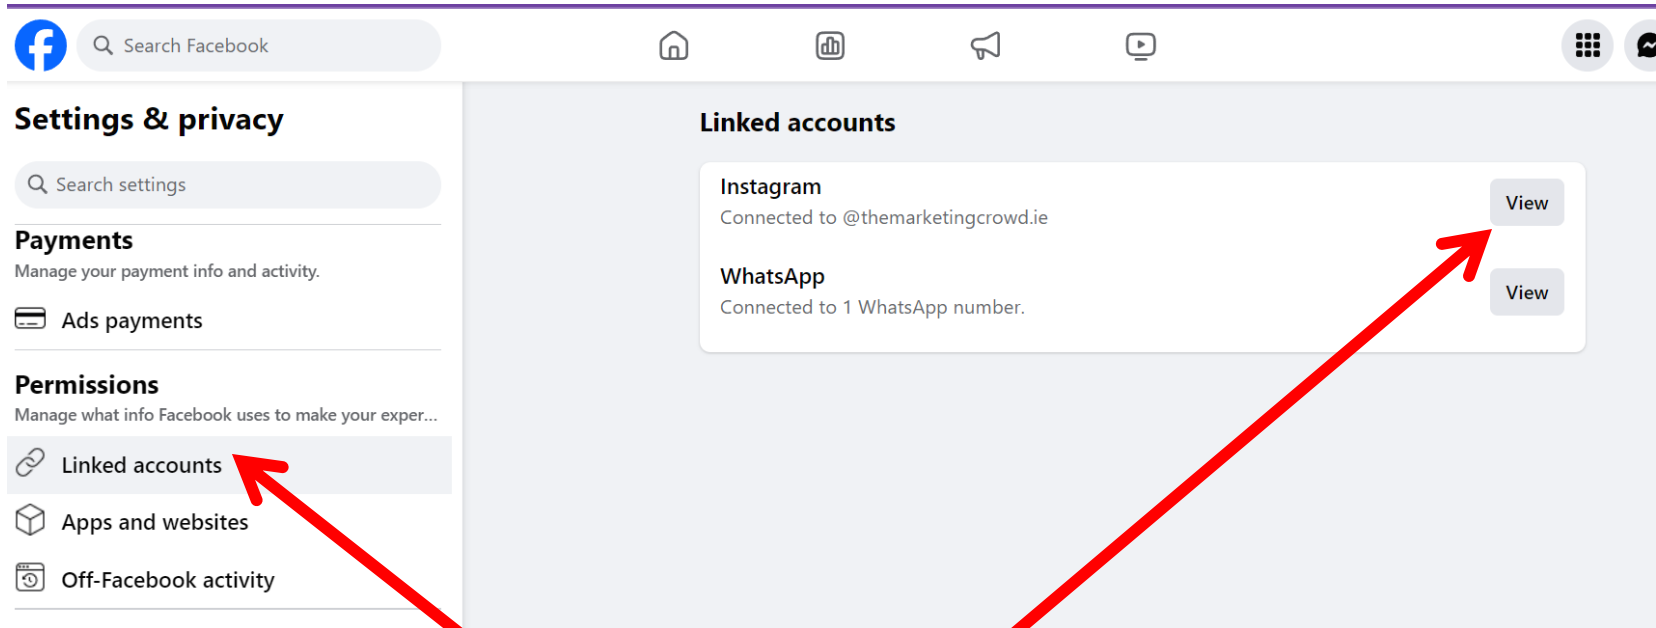 Search Facebook
Settings & privacy
Search settings
Payments
Manage your payment info and activity.
Ads payments
Permissions
Manage what info Facebook uses to make your exper...
Linked accounts
Apps and websites
Off-Facebook activity
Linked accounts
Instagram
Connected to @themarketingcrowd.ie
View
WhatsApp
Connected to 1 WhatsApp number.
View